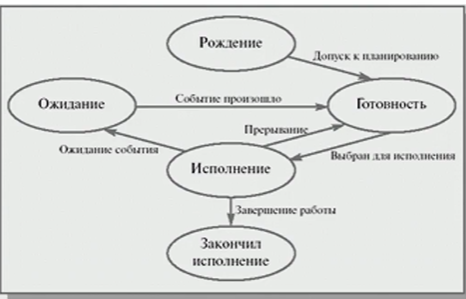 Рождение
Допуск к планированию
Ожидание
Событие произошло
Готовность
Прерывание
Ожидание события
Исполнение
Выбран для исполнения
Завершение работы
Закончил
исполнение